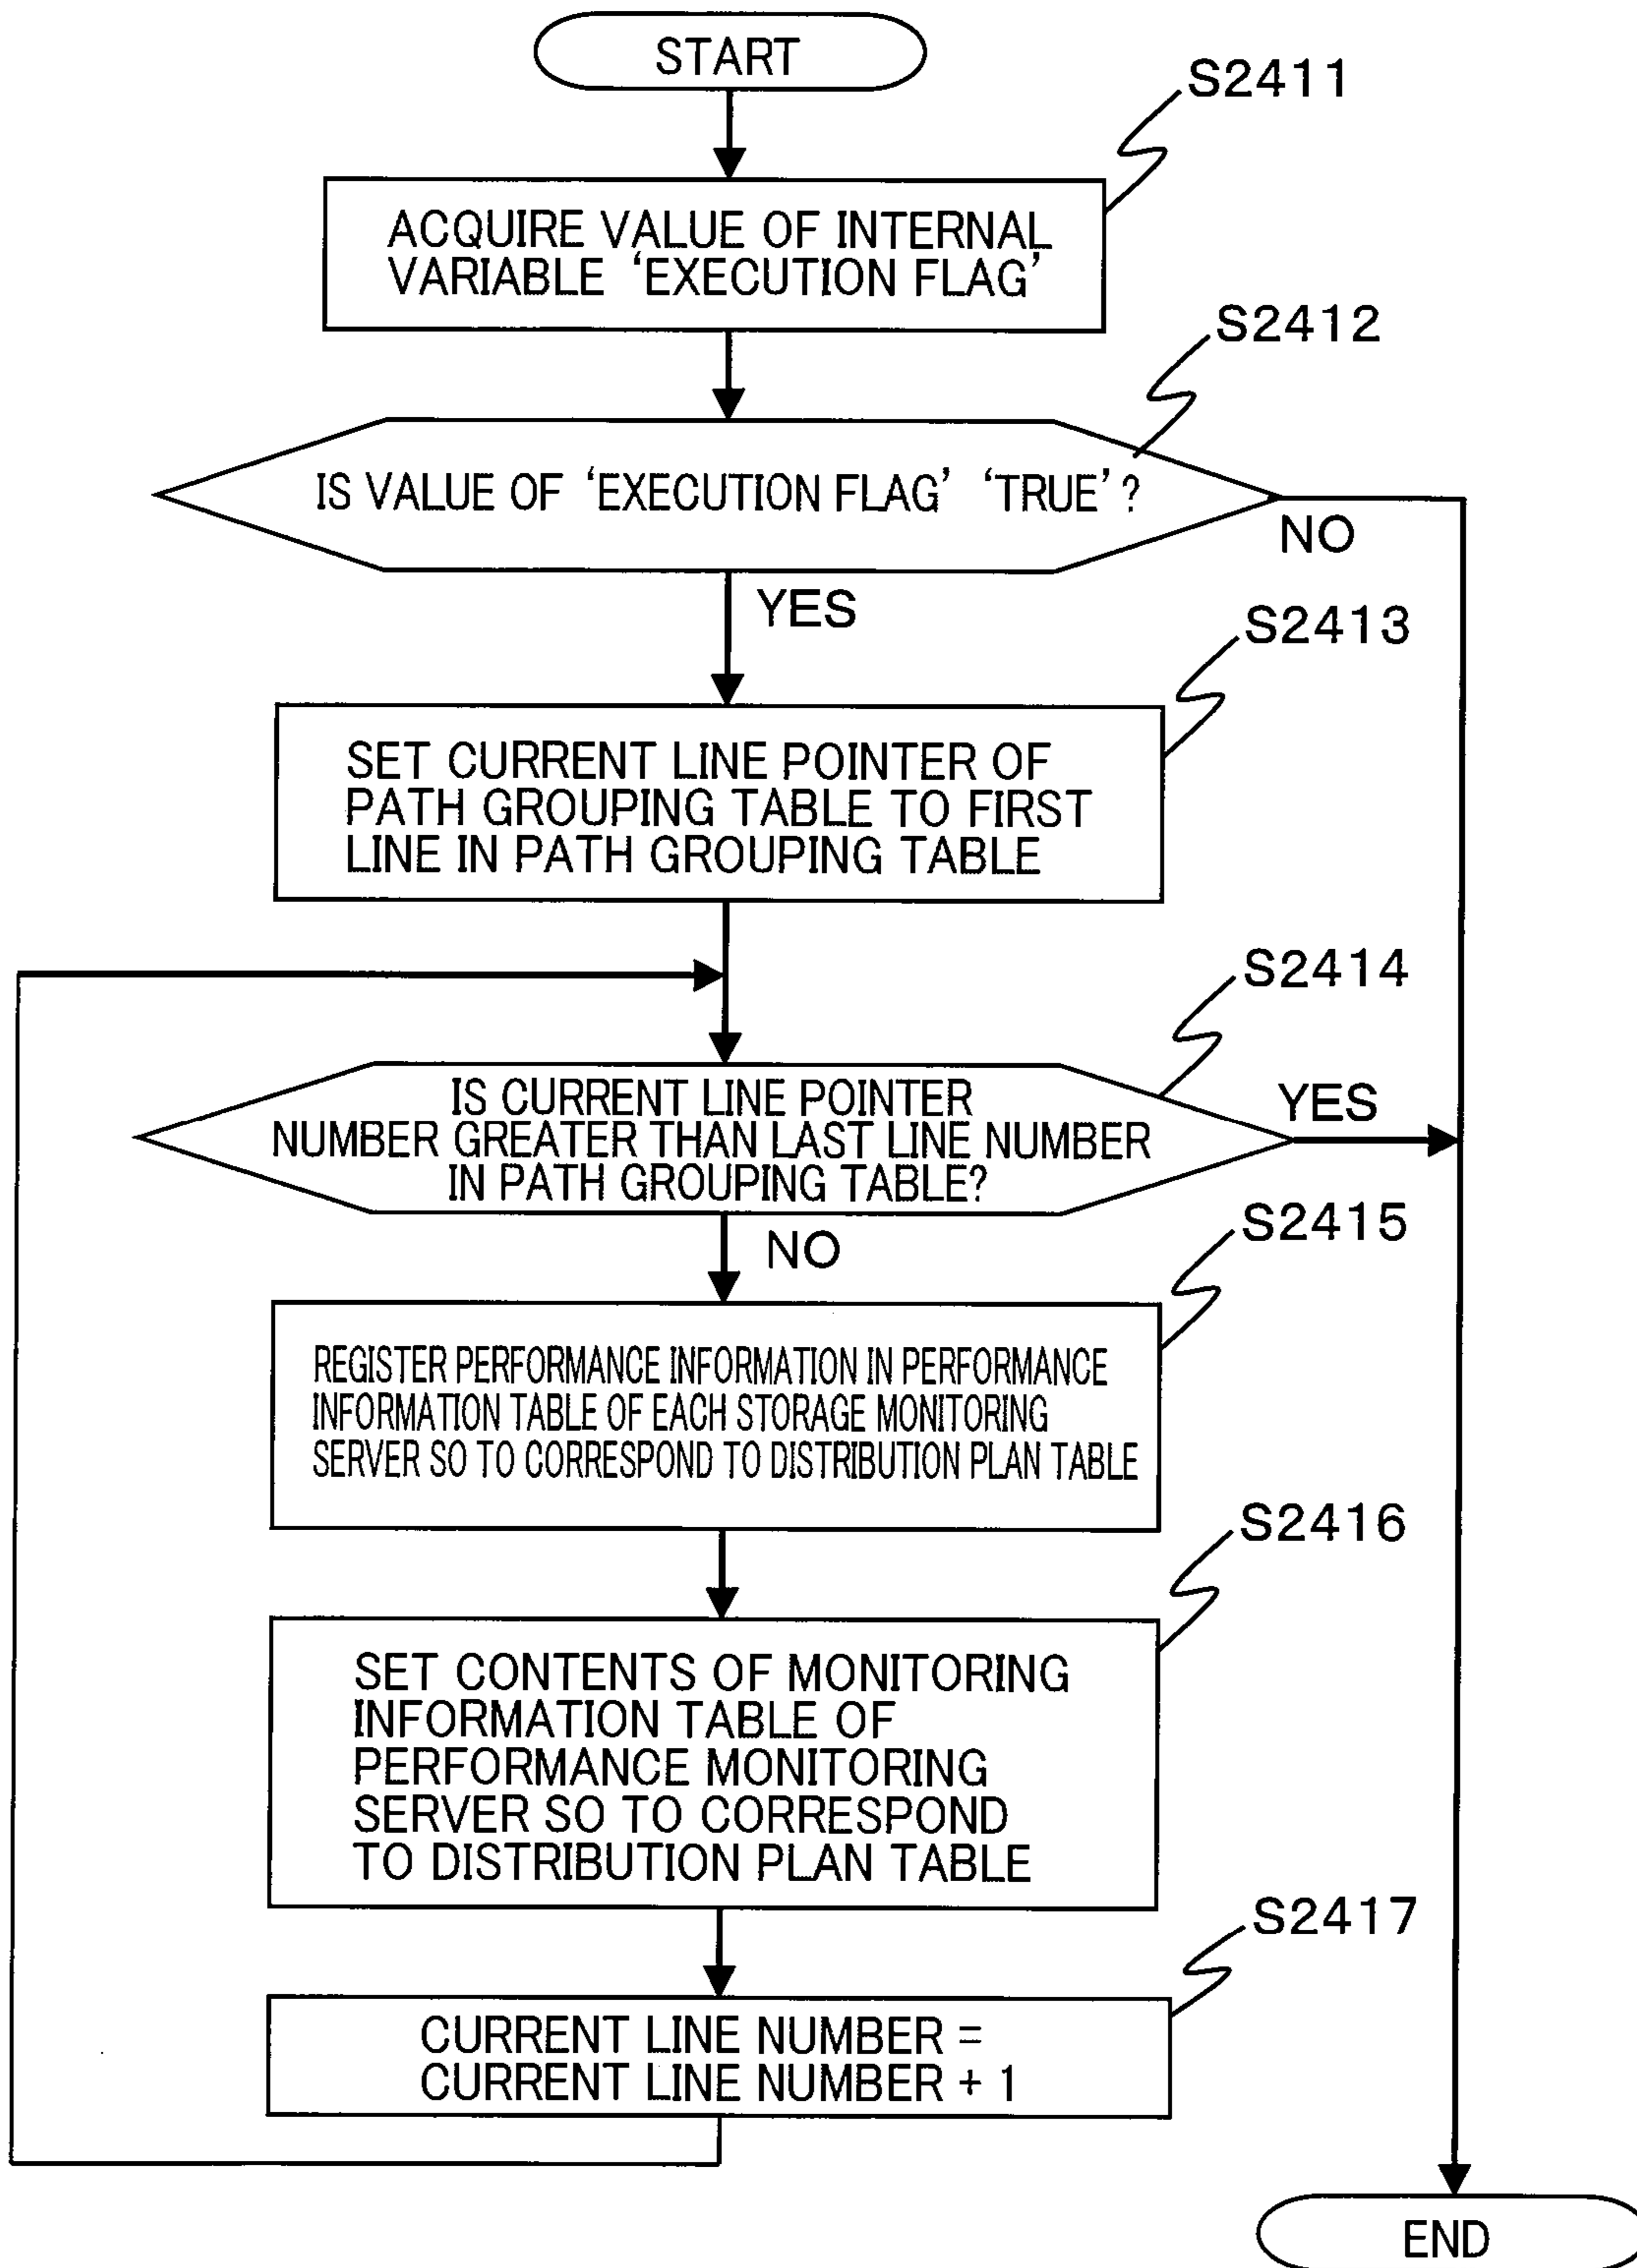 START
S2411
ACQUIRE VALUE OF INTERNAL
VARIABLE ‘EXECUTION FLAG’
S2412
IS VALUE OF ‘EXECUTION FLAG’ ‘TRUE’?
NO
YES
S2413
SET CURRENT LINE POINTER OF
PATH GROUPING TABLE TO FIRST
LINE IN PATH GROUPING TABLE
S2414
IS CURRENT LINE POINTER
NUMBER GREATER THAN LAST LINE NUMBER
IN PATH GROUPING TABLE?
YES
NO
S2415
REGISTER PERFORMANCE INFORMATION IN PERFORMANCE
INFORMATION TABLE OF EACH STORAGE MONITORING
SERVER SO TO CORRESPOND TO DISTRIBUTION PLAN TABLE
S2416
SET CONTENTS OF MONITORING
INFORMATION TABLE OF
PERFORMANCE MONITORING
SERVER SO TO CORRESPOND
TO DISTRIBUTION PLAN TABLE
S2417
CURRENT LINE NUMBER =
CURRENT LINE NUMBER + 1
END